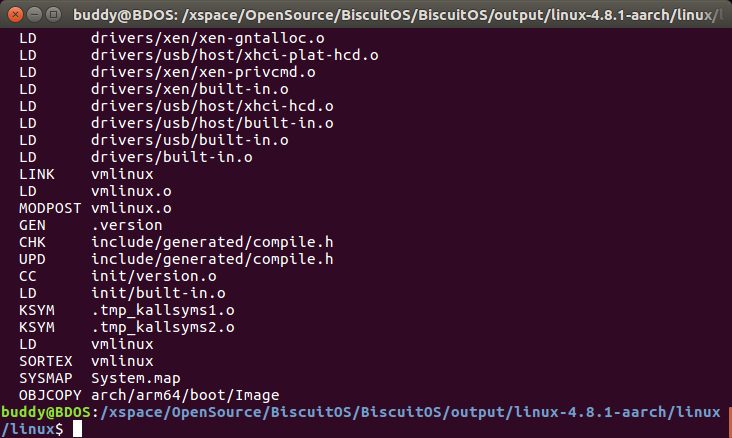 buddy@BDOS: /xspace/OpenSource/BiscuitOS/BiscuitOS/output/linux-4.8.1-aarch/linux/l
LD drivers/xen/xen-gntalloc.o
LD drivers/usb/host/xhci-plat-hcd.o
LD drivers/xen/xen-privcmd.o
LD drivers/xen/built-in.o
LD drivers/usb/host/xhci-hcd.o
LD drivers/usb/host/built-in.o
LD drivers/usb/built-in.o
LD drivers/built-in.o
LINK vmlinux
LD vmlinux.o
MODPOST vmlinux.o
GEN .version
CHK include/generated/compile.h
UPD include/generated/compile.h
CC init/version.o
LD init/built-in.o
KSYM .tmp_kallsyms1.o
KSYM .tmp_kallsyms2.o
LD vmlinux
SORTEX vmlinux
SYSMAP System.map
OBJCOPY arch/arm64/boot/Image
buddy@BDOS:/xspace/OpenSource/BiscuitOS/BiscuitOS/output/linux-4.8.1-aarch/linux
/linux$